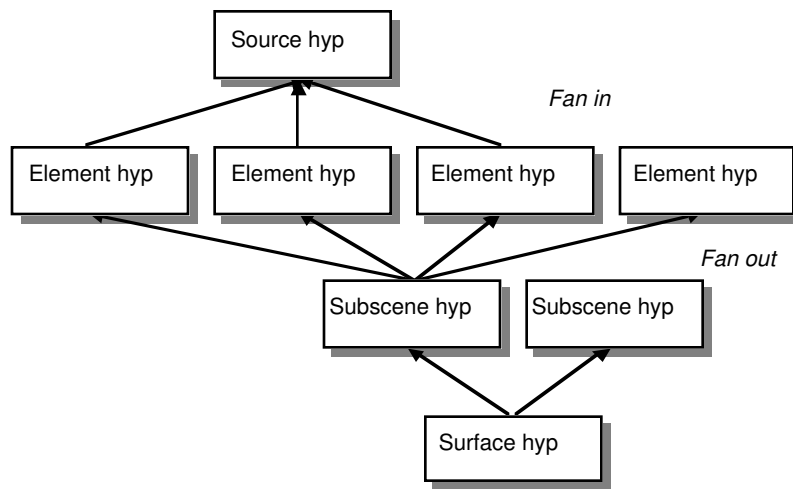 Source hyp
Fan in
Element hyp
Element hyp
Element hyp
Element hyp
Fan out
Subscene hyp
Subscene hyp
Surface hyp